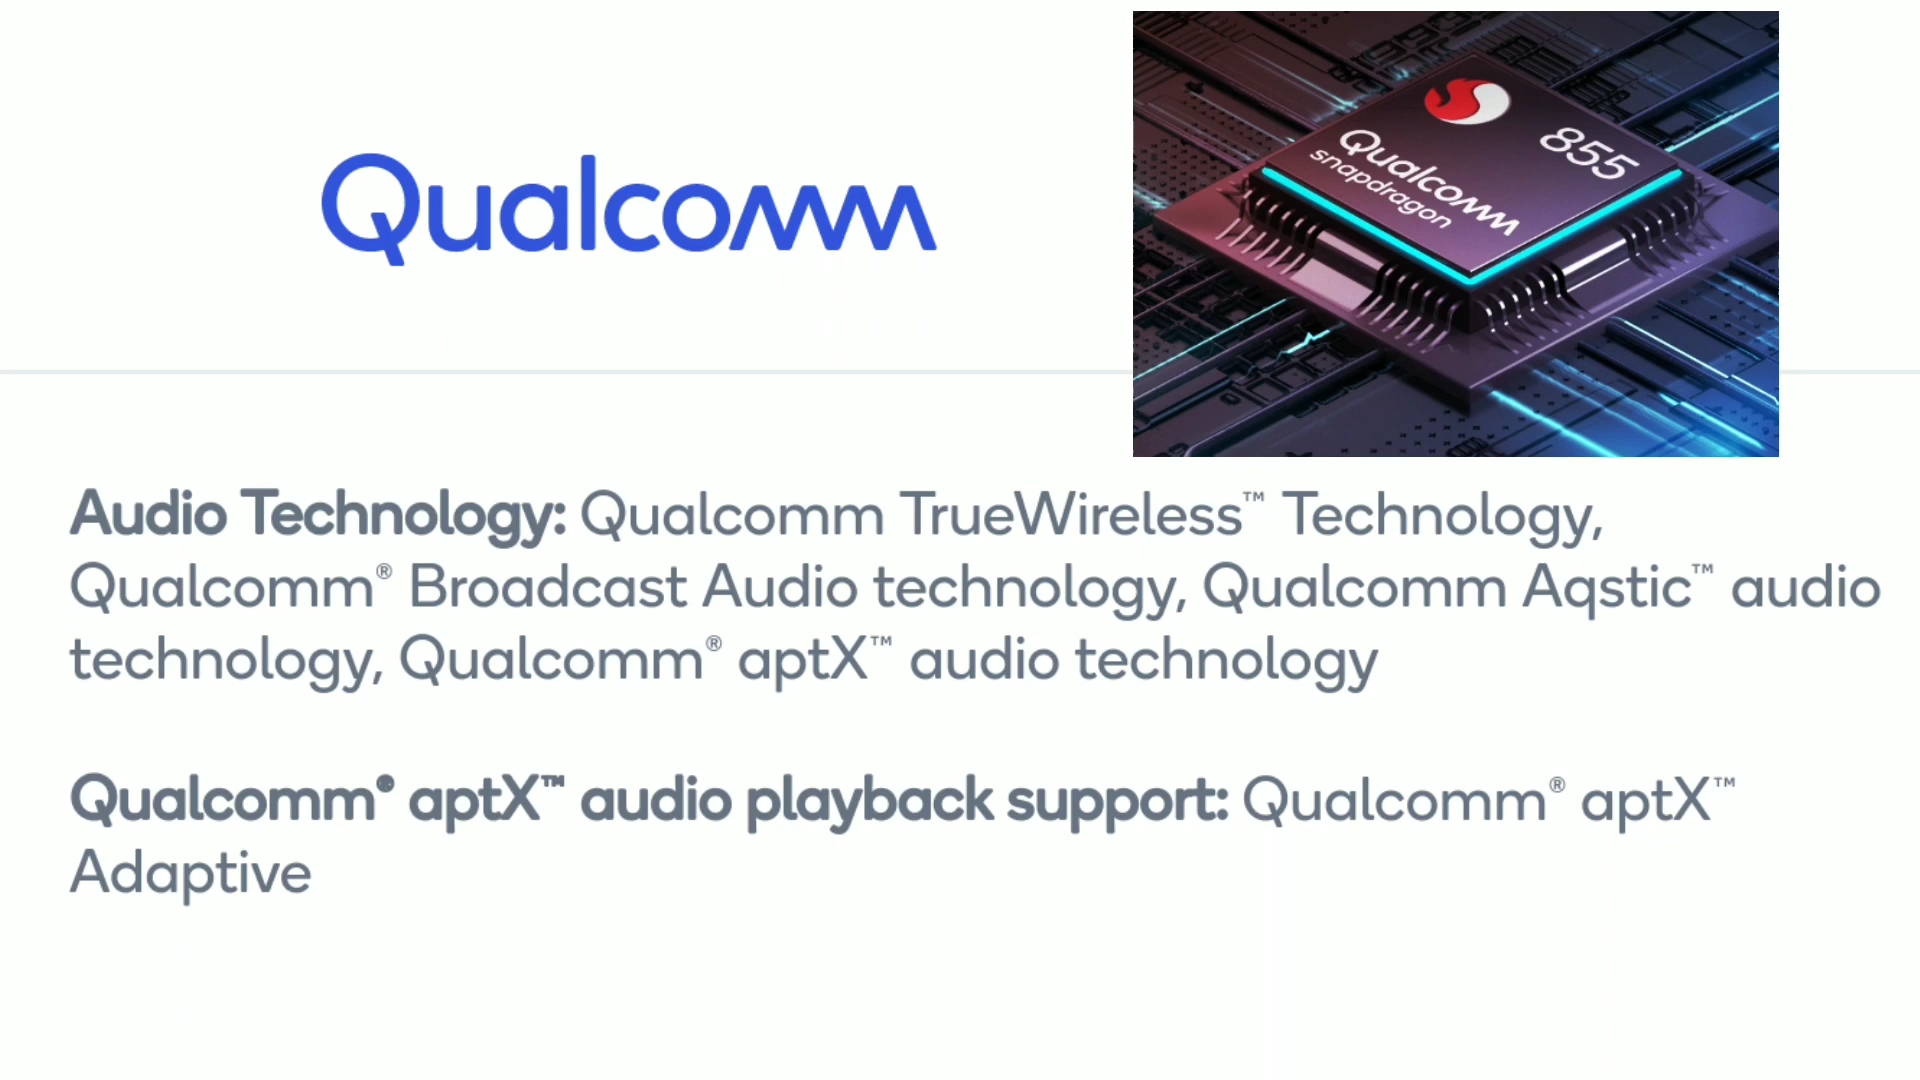 Qualcomm
Qualcomm
snapdragon
855
Audio Technology: Qualcomm TrueWireless™ Technology,
Qualcomm® Broadcast Audio technology, Qualcomm Aqstic™ audio
technology, Qualcomm® aptX™ audio technology
Qualcomm® aptX™ audio playback support: Qualcomm® aptX™
Adaptive